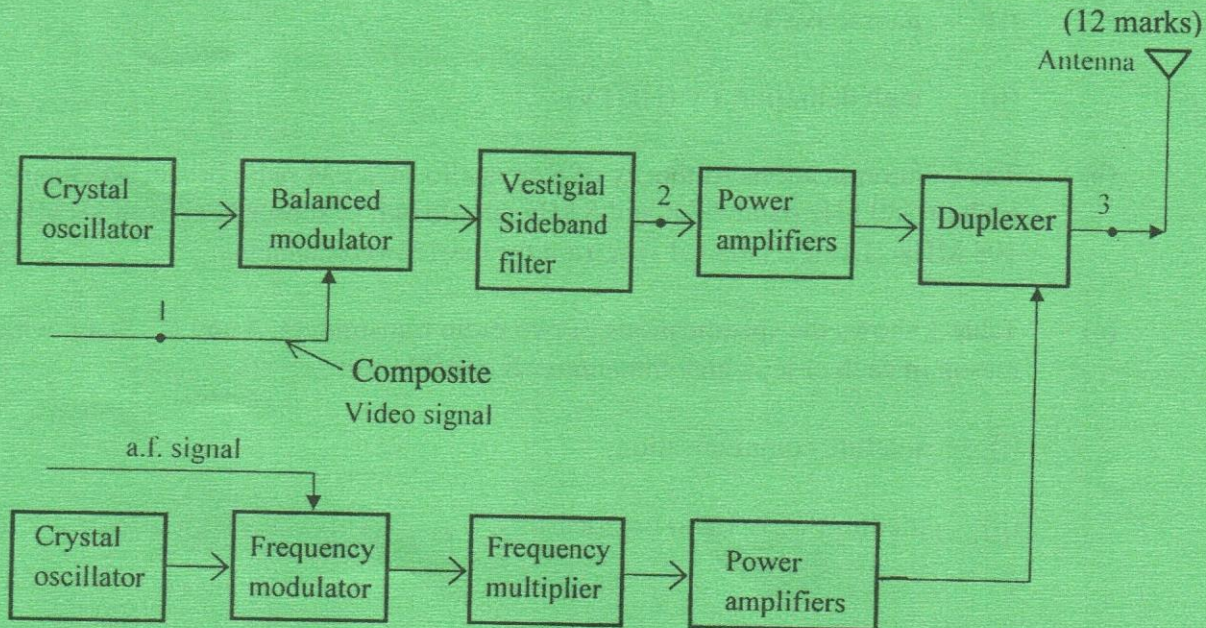 (12 marks)
Antenna
Crystal
oscillator
Balanced
modulator
Vestigial
Sideband
filter
2
Power
amplifiers
Duplexer
3
1
Composite
Video signal
a.f. signal
Crystal
oscillator
Frequency
modulator
Frequency
multiplier
Power
amplifiers